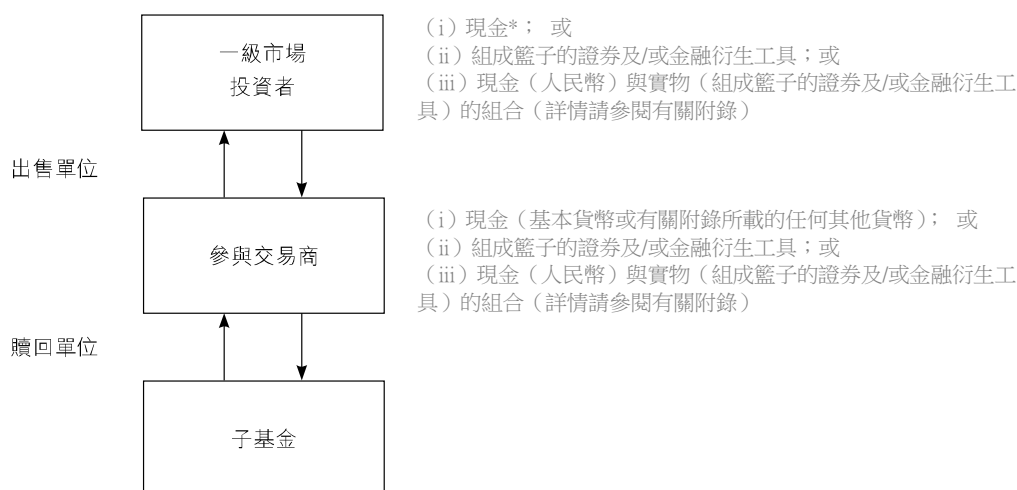 一級市場
投資者
（i）現金*； 或
（ii）組成籃子的證券及/或金融衍生工具；或
（iii）現金（人民幣）與實物（組成籃子的證券及/或金融衍生工
具）的組合（詳情請參閱有關附錄）
出售單位
參與交易商
（i）現金（基本貨幣或有關附錄所載的任何其他貨幣）； 或
（ii）組成籃子的證券及/或金融衍生工具；或
（iii）現金（人民幣）與實物（組成籃子的證券及/或金融衍生工
具）的組合（詳情請參閱有關附錄）
贖回單位
子基金